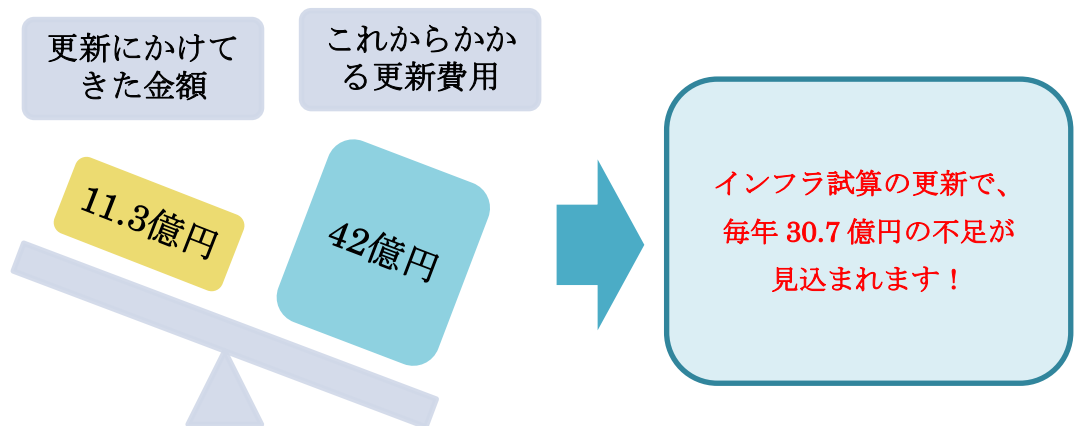 更新にかけて
きた金額
これからかか
る更新費用
11.3億円
42億円
インフラ試算の更新で、
毎年 30.7 億円の不足が
見込まれます！